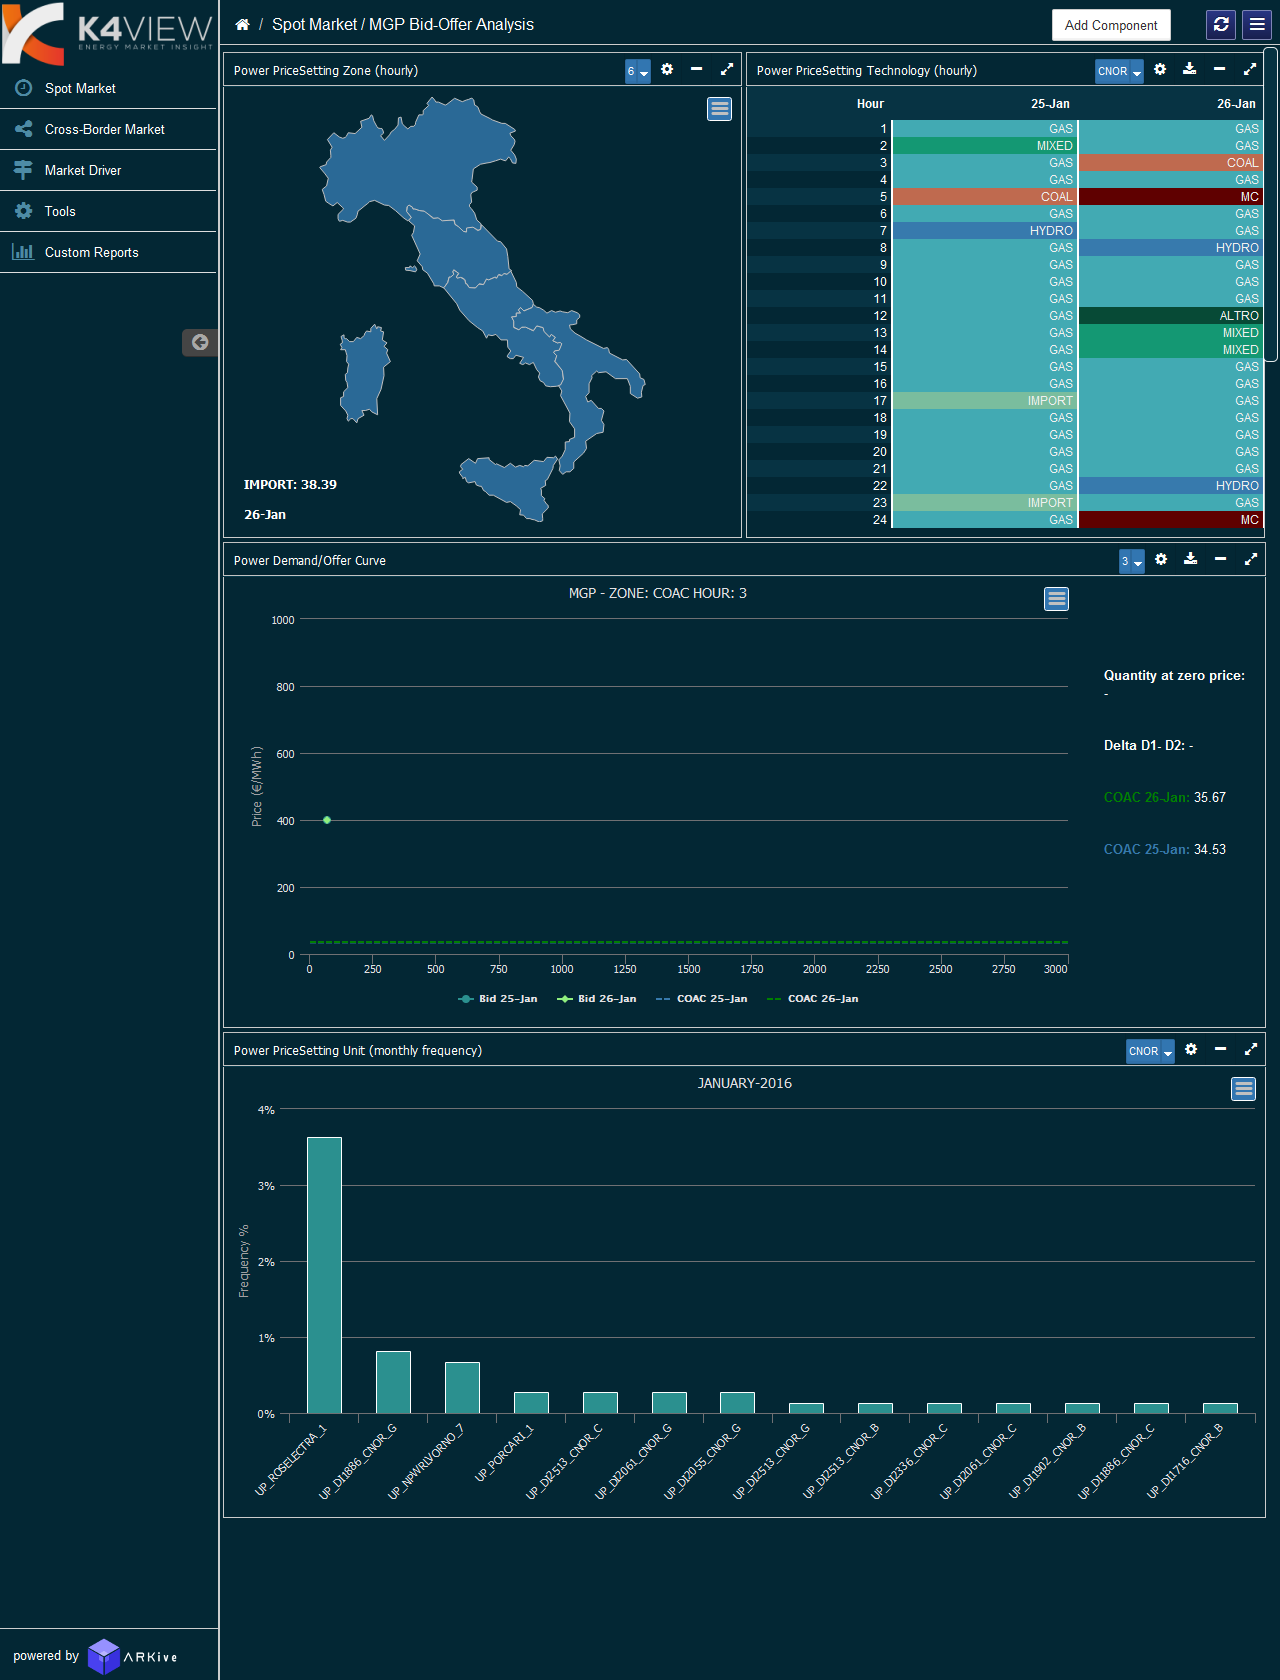 K4VIEW
ENERGY MARKET INSIGHT
Spot Market
Cross-Border Market
Market Driver
Tools
Custom Reports
powered by ARKive
/ Spot Market / MGP Bid-Offer Analysis
Add Component
Power PriceSetting Zone (hourly)
6
IMPORT: 38.39
26-Jan
Power PriceSetting Technology (hourly)
CNOR
Hour 25-Jan 26-Jan
1 GAS GAS
2 MIXED GAS
3 GAS COAL
4 GAS GAS
5 COAL MC
6 GAS GAS
7 HYDRO GAS
8 GAS HYDRO
9 GAS GAS
10 GAS GAS
11 GAS GAS
12 GAS ALTRO
13 GAS MIXED
14 GAS MIXED
15 GAS GAS
16 GAS GAS
17 IMPORT GAS
18 GAS GAS
19 GAS GAS
20 GAS GAS
21 GAS GAS
22 GAS HYDRO
23 IMPORT GAS
24 GAS MC
Power Demand/Offer Curve
3
MGP - ZONE: COAC HOUR: 3
Price (€/MWh)
1000
800
600
400
200
0
0 250 500 750 1000 1250 1500 1750 2000 2250 2500 2750 3000
Bid 25-Jan Bid 26-Jan COAC 25-Jan COAC 26-Jan
Quantity at zero price:
-
Delta D1- D2: -
COAC 26-Jan: 35.67
COAC 25-Jan: 34.53
Power PriceSetting Unit (monthly frequency)
CNOR
JANUARY-2016
Frequency %
4%
3%
2%
1%
0%
UP_ROSELECTRA_1
UP_DI1886_CNOR_G
UP_NPWRLVORNO_7
UP_PORCARI_1
UP_DI2513_CNOR_C
UP_DI2061_CNOR_G
UP_DI2055_CNOR_G
UP_DI2513_CNOR_G
UP_DI2513_CNOR_B
UP_DI2336_CNOR_C
UP_DI2061_CNOR_C
UP_DI1902_CNOR_B
UP_DI1886_CNOR_C
UP_DI1716_CNOR_B